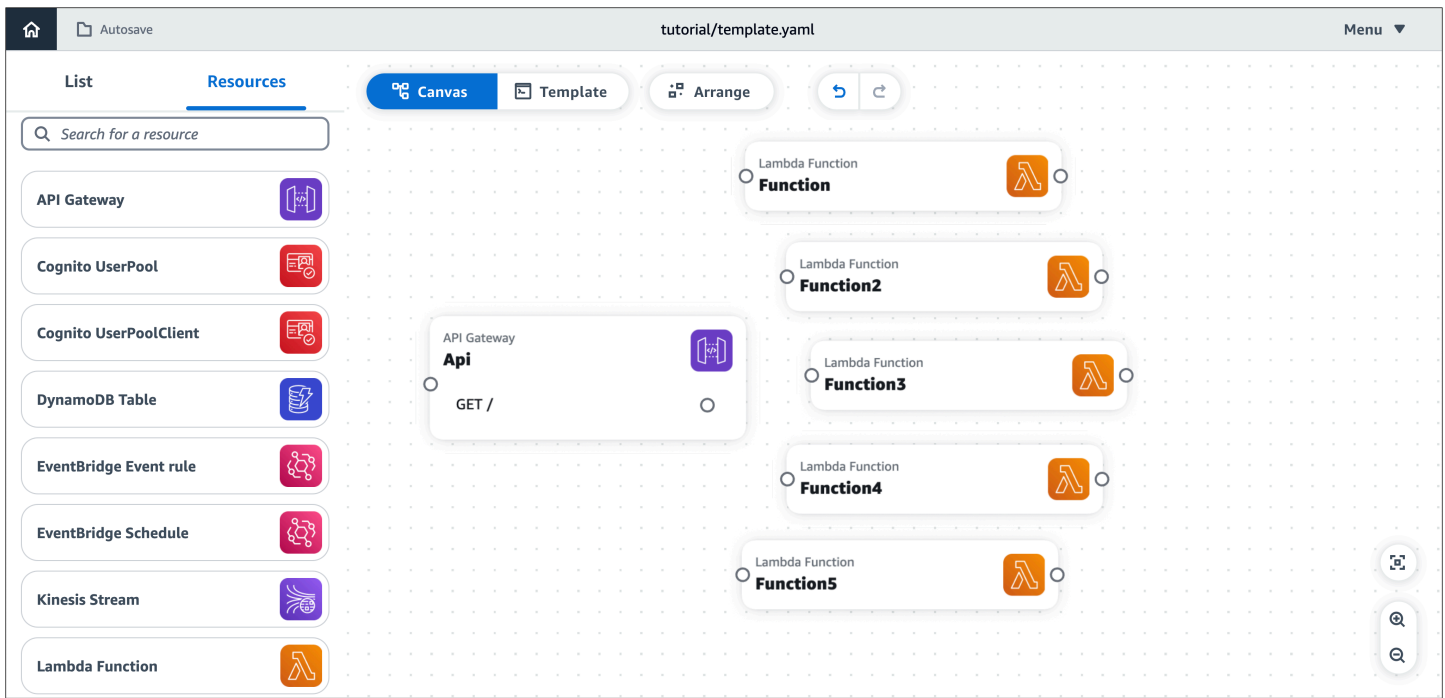 Autosave
tutorial/template.yaml
Menu
List
Resources
Search for a resource
API Gateway
Cognito UserPool
Cognito UserPoolClient
DynamoDB Table
EventBridge Event rule
EventBridge Schedule
Kinesis Stream
Lambda Function
Canvas
Template
Arrange
API Gateway
Api
GET /
Lambda Function
Function
Lambda Function
Function2
Lambda Function
Function3
Lambda Function
Function4
Lambda Function
Function5